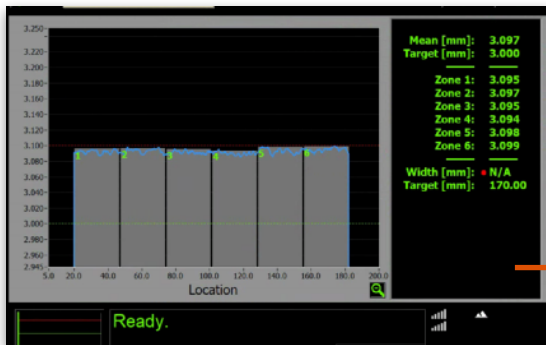 3.250
3.220
3.200
3.180
3.160
3.140
3.120
3.100
3.080
3.060
3.040
3.020
3.000
2.980
2.960
2.945
1 2 3 4 5 6
5.0 20.0 40.0 60.0 80.0 100.0 120.0 140.0 160.0 180.0 200.0
Location
Mean [mm]: 3.097
Target [mm]: 3.000
Zone 1: 3.095
Zone 2: 3.097
Zone 3: 3.095
Zone 4: 3.094
Zone 5: 3.098
Zone 6: 3.099
Width [mm]: N/A
Target [mm]: 170.00
Ready.